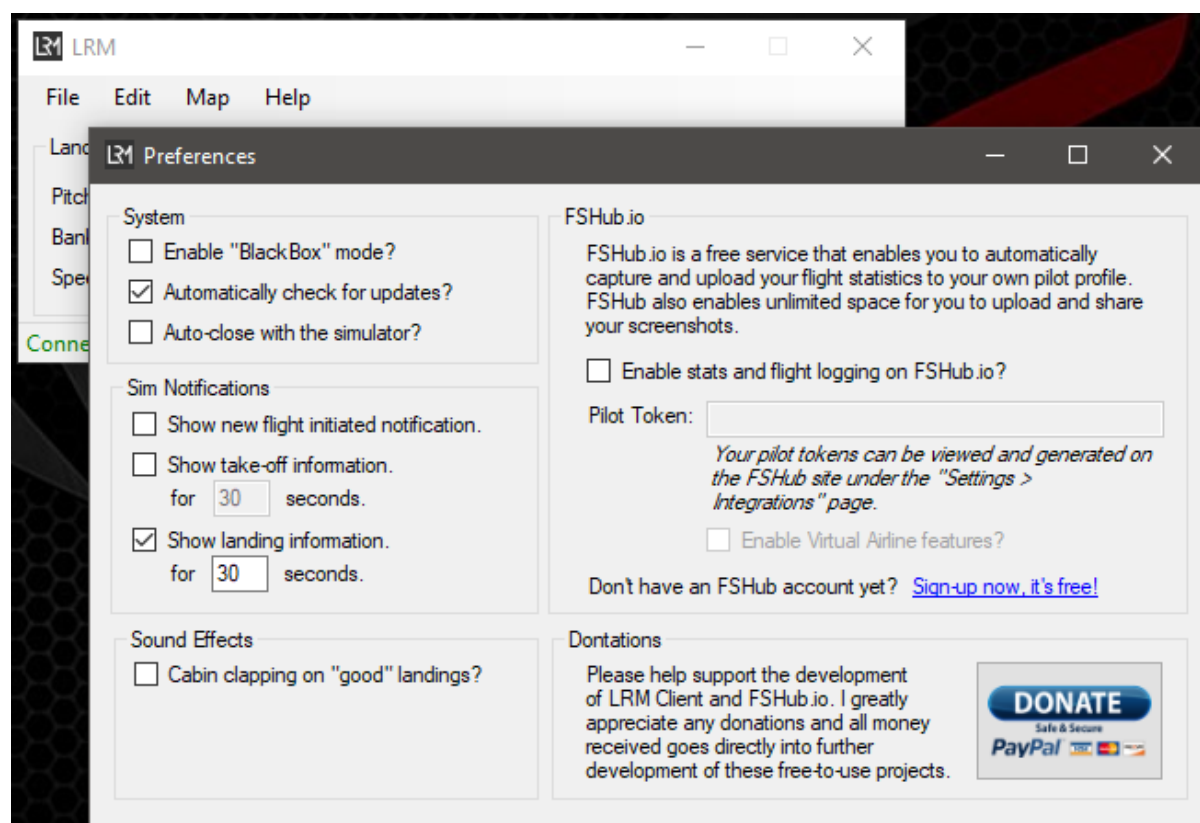 LRM LRM
File Edit Map Help
LRM Preferences
System
Enable "BlackBox" mode?
Automatically check for updates?
Auto-close with the simulator?
Sim Notifications
Show new flight initiated notification.
Show take-off information.
for 30 seconds.
Show landing information.
for 30 seconds.
Sound Effects
Cabin clapping on "good" landings?
FSHub.io
FSHub.io is a free service that enables you to automatically
capture and upload your flight statistics to your own pilot profile.
FSHub also enables unlimited space for you to upload and share
your screenshots.
Enable stats and flight logging on FSHub.io?
Pilot Token:
Your pilot tokens can be viewed and generated on
the FSHub site under the "Settings >
Integrations" page.
Enable Virtual Airline features?
Don't have an FSHub account yet? Sign-up now, it's free!
Dontations
Please help support the development
of LRM Client and FSHub.io. I greatly
appreciate any donations and all money
received goes directly into further
development of these free-to-use projects.
DONATE
Safe & Secure
PayPal